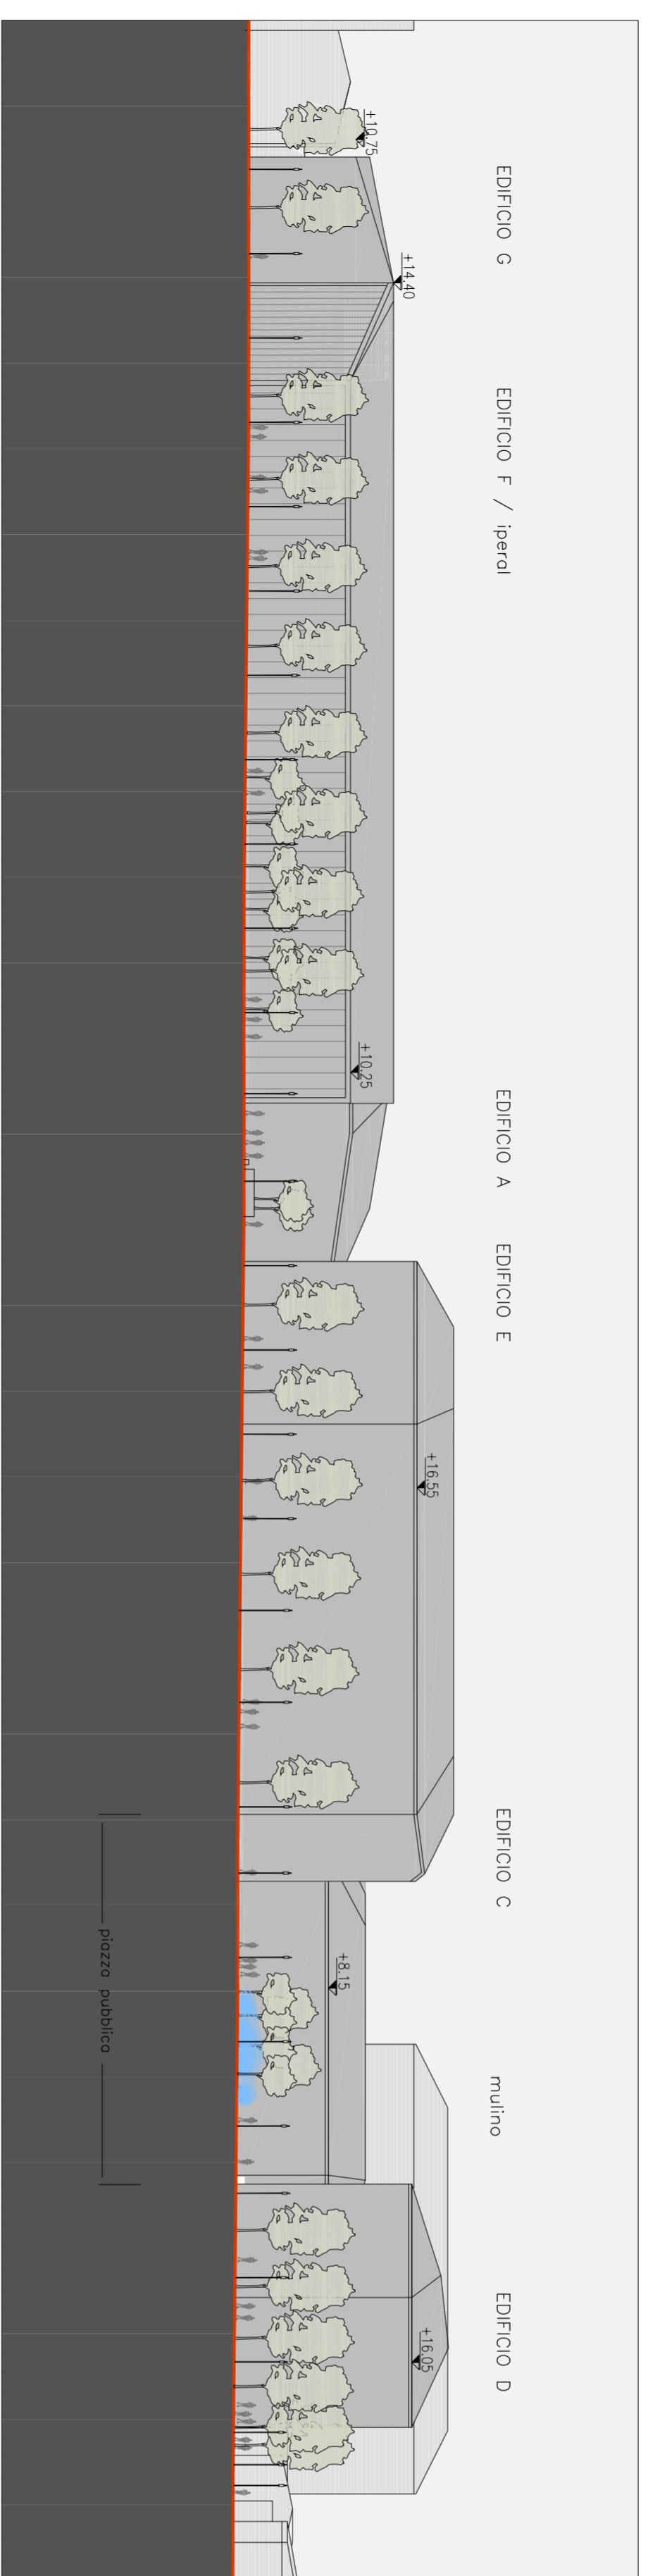 EDIFICIO G
EDIFICIO F / iperal
EDIFICIO A
EDIFICIO E
EDIFICIO C
mulino
EDIFICIO D
+10.75
+14.40
+10.25
+16.55
+8.15
+16.05
piazza pubblica